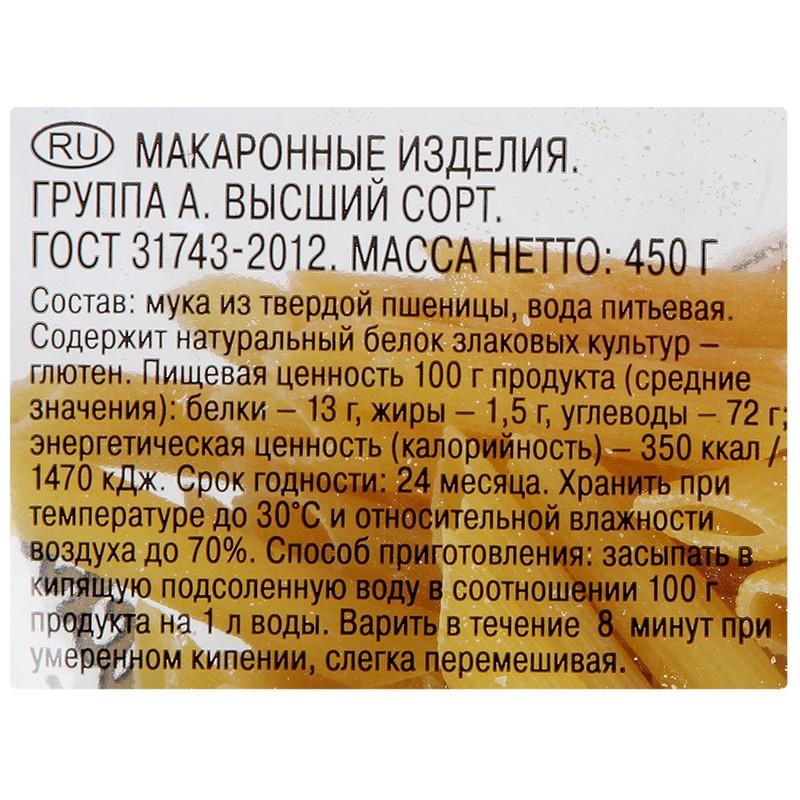 RU МАКАРОННЫЕ ИЗДЕЛИЯ.
ГРУППА А. ВЫСШИЙ СОРТ.
ГОСТ 31743-2012. МАССА НЕТТО: 450 Г
Состав: мука из твердой пшеницы, вода питьевая.
Содержит натуральный белок злаковых культур –
глютен. Пищевая ценность 100 г продукта (средние
значения): белки – 13 г, жиры – 1,5 г, углеводы – 72 г;
энергетическая ценность (калорийность) – 350 ккал /
1470 кДж. Срок годности: 24 месяца. Хранить при
температуре до 30°С и относительной влажности
воздуха до 70%. Способ приготовления: засыпать в
кипящую подсоленную воду в соотношении 100 г
продукта на 1 л воды. Варить в течение 8 минут при
умеренном кипении, слегка перемешивая.